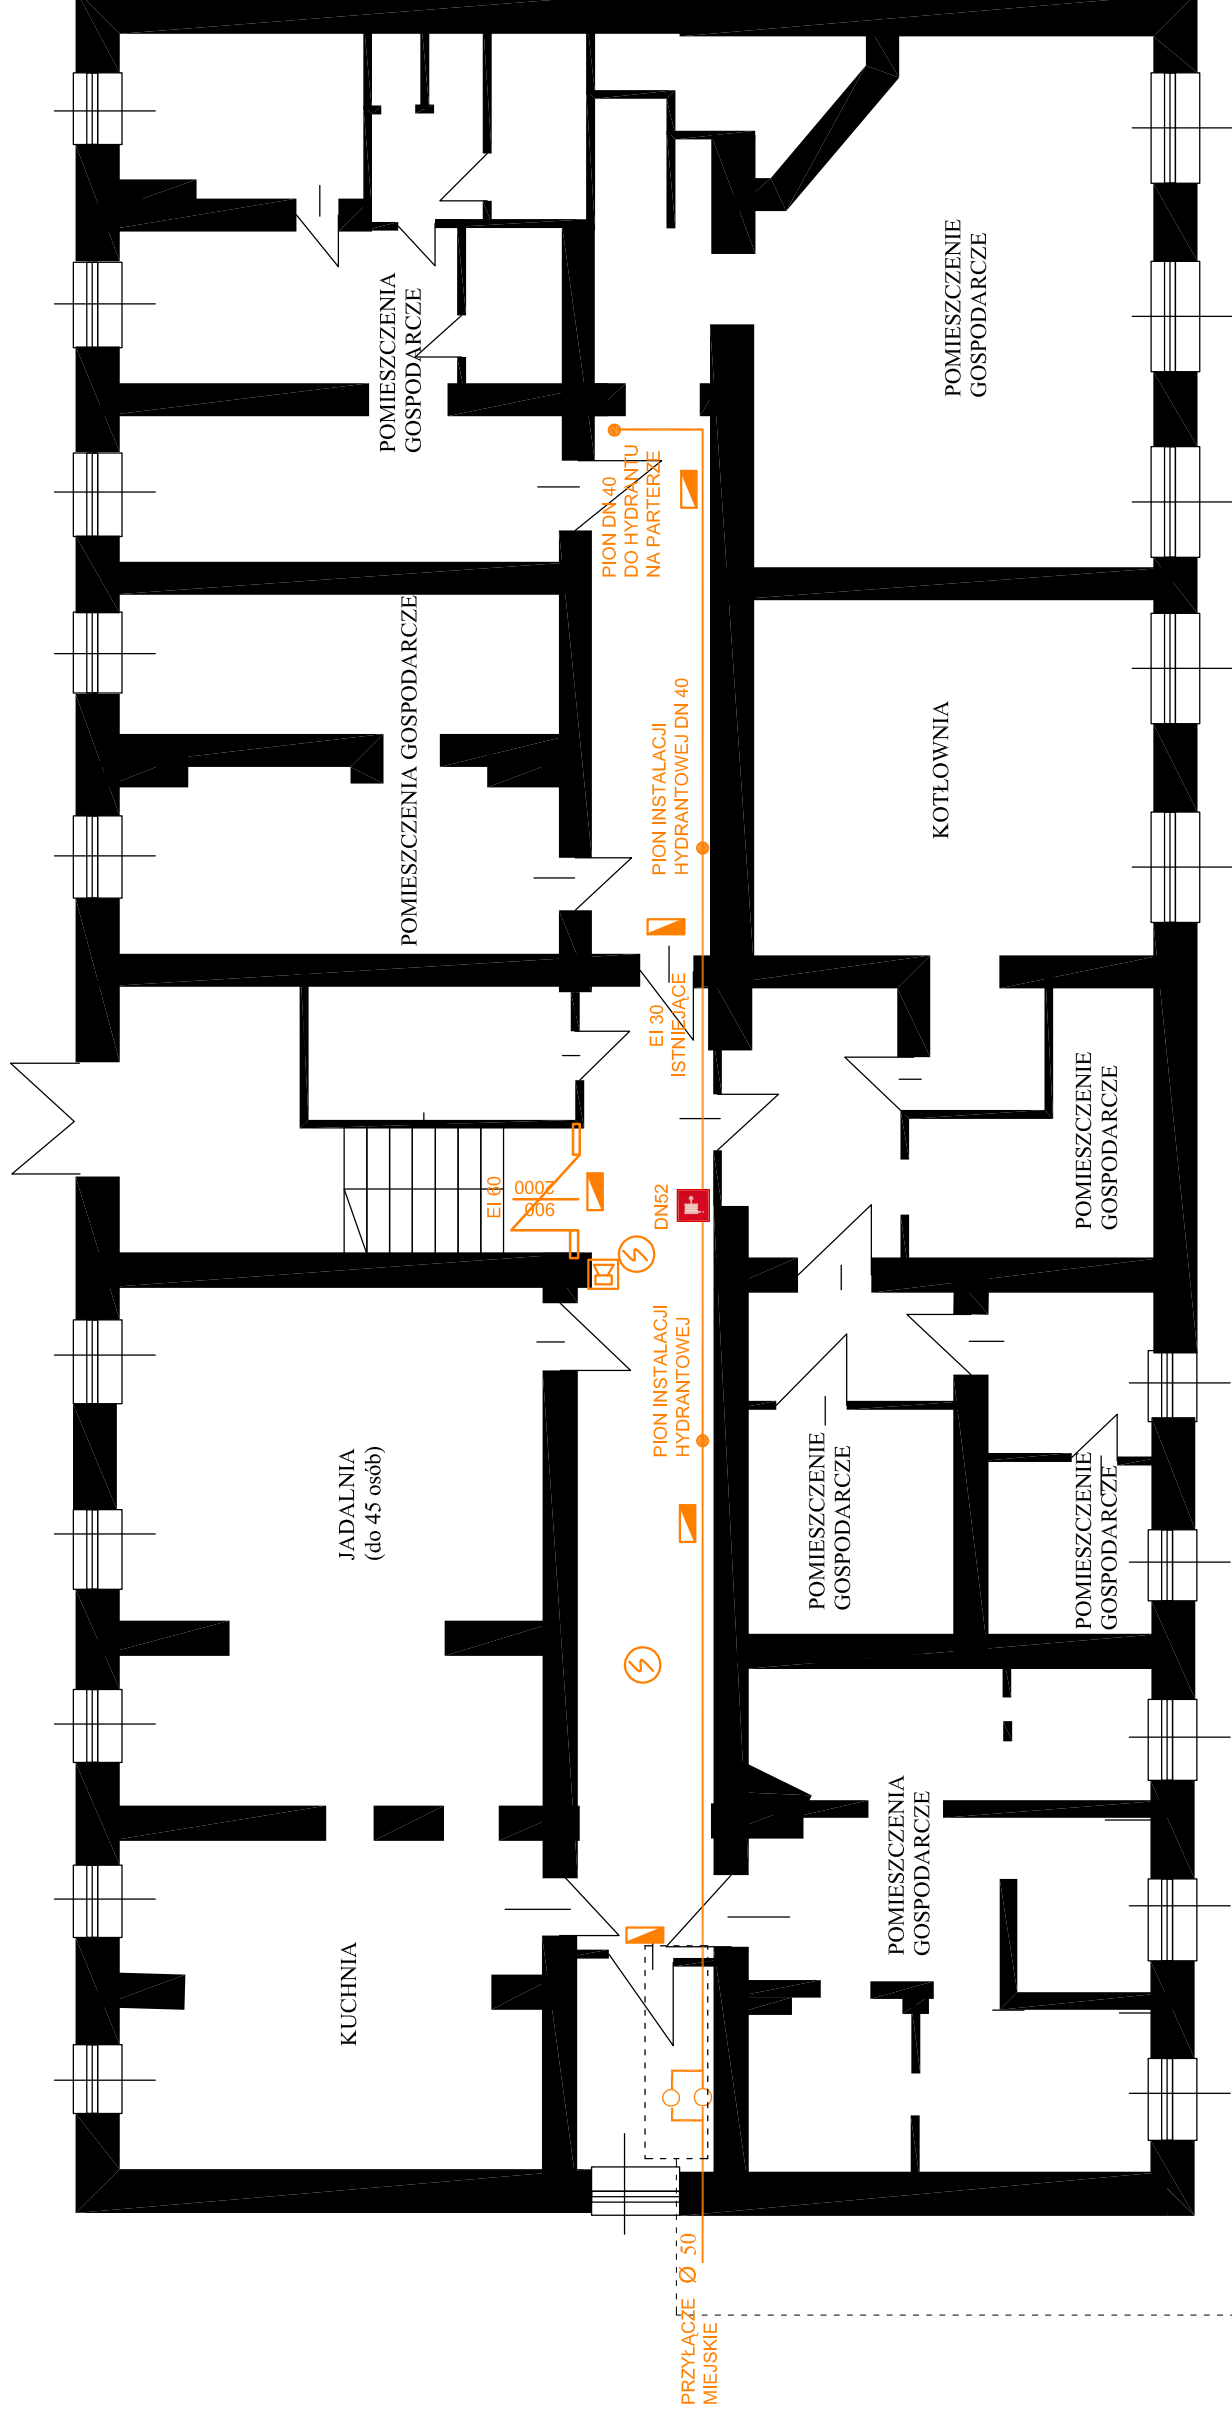 POMIESZCZENIA
GOSPODARCZE
POMIESZCZENIE
GOSPODARCZE
PION DN 40
DO HYDRANTU
NA PARTERZE
POMIESZCZENIA GOSPODARCZE
PION INSTALACJI
HYDRANTOWEJ DN 40
KOTŁOWNIA
EI 30
ISTNIEJĄCE
POMIESZCZENIE
GOSPODARCZE
EI 60
900
2000
DN52
PION INSTALACJI
HYDRANTOWEJ
JADALNIA
(do 45 osób)
POMIESZCZENIE
GOSPODARCZE
POMIESZCZENIE
GOSPODARCZE
POMIESZCZENIA
GOSPODARCZE
KUCHNIA
PRZYŁĄCZE Ø 50
MIEJSKIE